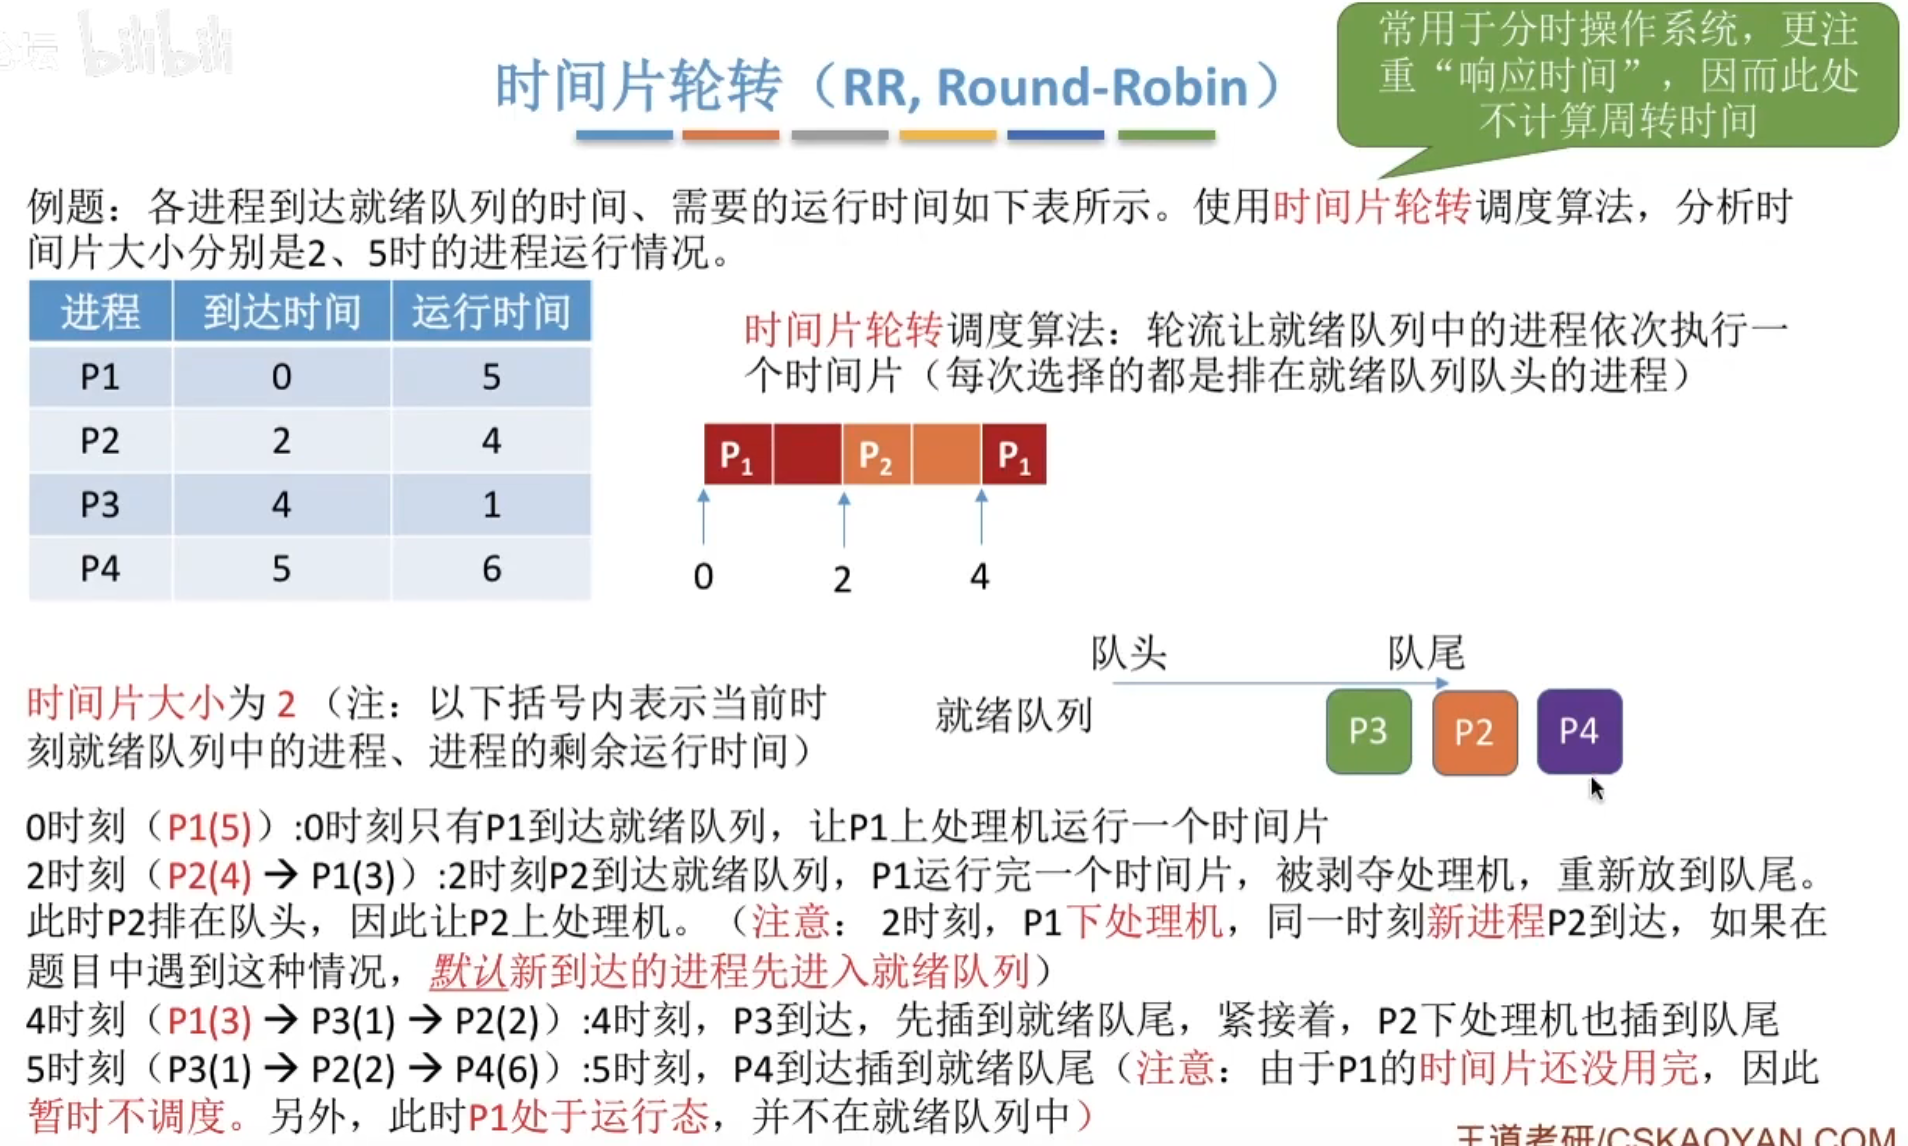 坛 bilibili
常用于分时操作系统，更注
重“响应时间”，因而此处
不计算周转时间
时间片轮转（RR, Round-Robin）
例题：各进程到达就绪队列的时间、需要的运行时间如下表所示。使用时间片轮转调度算法，分析时
间片大小分别是2、5时的进程运行情况。
进程 到达时间 运行时间
P1 0 5
P2 2 4
P3 4 1
P4 5 6
时间片轮转调度算法：轮流让就绪队列中的进程依次执行一
个时间片（每次选择的都是排在就绪队列队头的进程）
P₁ P₂ P₁
0 2 4
队头 队尾
就绪队列
P3 P2 P4
时间片大小为 2（注：以下括号内表示当前时
刻就绪队列中的进程、进程的剩余运行时间）
0时刻（P1(5)）:0时刻只有P1到达就绪队列，让P1上处理机运行一个时间片
2时刻（P2(4) → P1(3)）:2时刻P2到达就绪队列，P1运行完一个时间片，被剥夺处理机，重新放到队尾。
此时P2排在队头，因此让P2上处理机。（注意： 2时刻，P1下处理机，同一时刻新进程P2到达，如果在
题目中遇到这种情况，默认新到达的进程先进入就绪队列）
4时刻（P1(3) → P3(1) → P2(2)）:4时刻，P3到达，先插到就绪队尾，紧接着，P2下处理机也插到队尾
5时刻（P3(1) → P2(2) → P4(6)）:5时刻，P4到达插到就绪队尾（注意：由于P1的时间片还没用完，因此
暂时不调度。另外，此时P1处于运行态，并不在就绪队列中）
王道考研/CSKAOYAN.COM